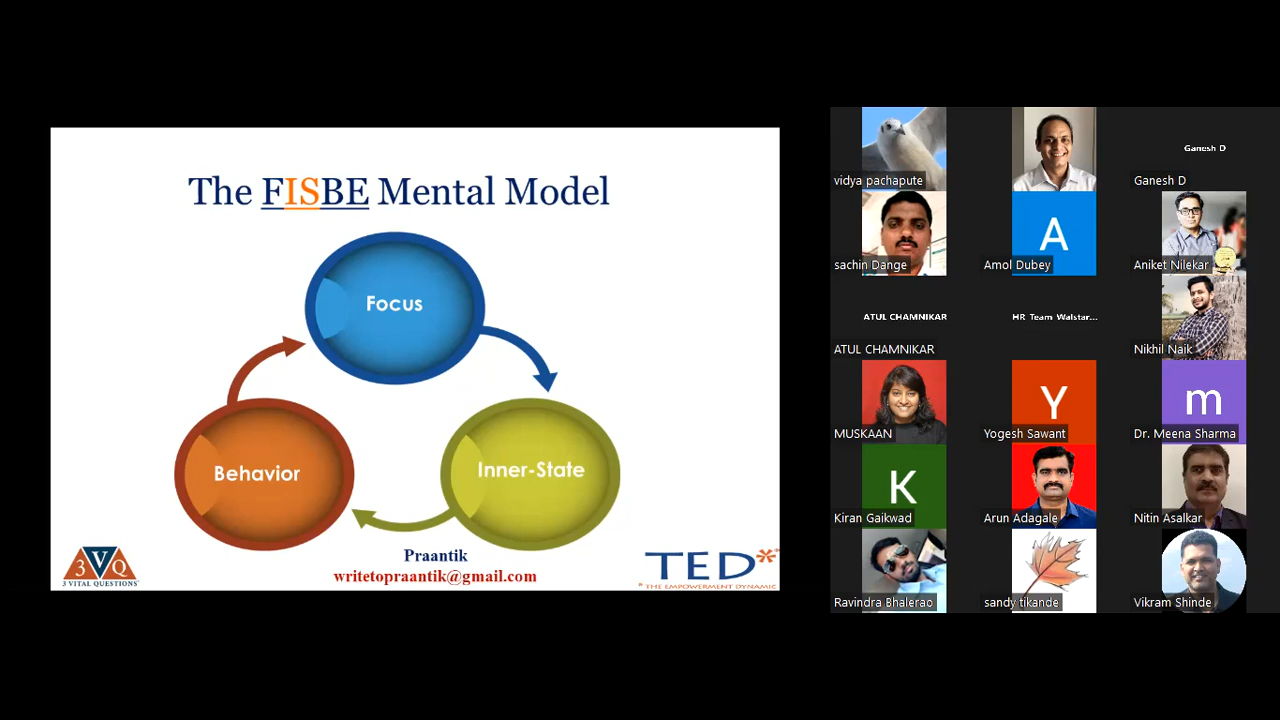 The FISBE Mental Model
Focus
Behavior
Inner-State
Praantik
writetopraantik@gmail.com
3VQ
3 VITAL QUESTIONS™
TED*
*THE EMPOWERMENT DYNAMIC
vidya pachapute
Ganesh D
Ganesh D
sachin Dange
A
Amol Dubey
Aniket Nilekar
ATUL CHAMNIKAR
ATUL CHAMNIKAR
HR Team Walstar...
Nikhil Naik
MUSKAAN
Y
Yogesh Sawant
m
Dr. Meena Sharma
K
Kiran Gaikwad
Arun Adagale
Nitin Asalkar
Ravindra Bhalerao
sandy tikande
Vikram Shinde